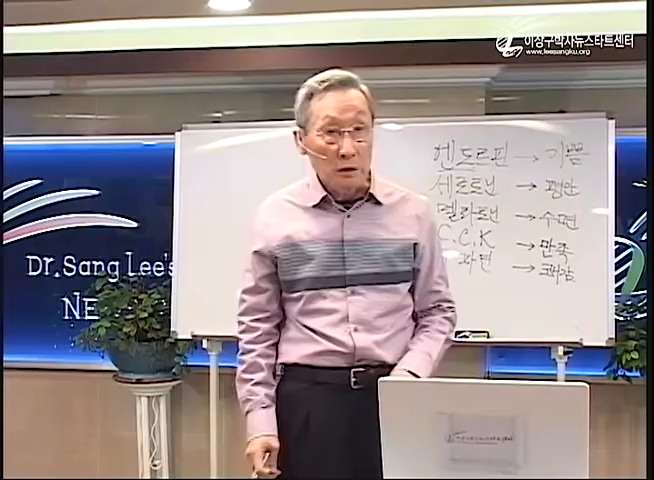 이상구박사뉴스타트센터
www.leesangku.org
엔도르핀 → 기쁨
세로토닌 → 평안
멜라토닌 → 수면
C.C.K → 만족
Dr.Sang Lee's
NE